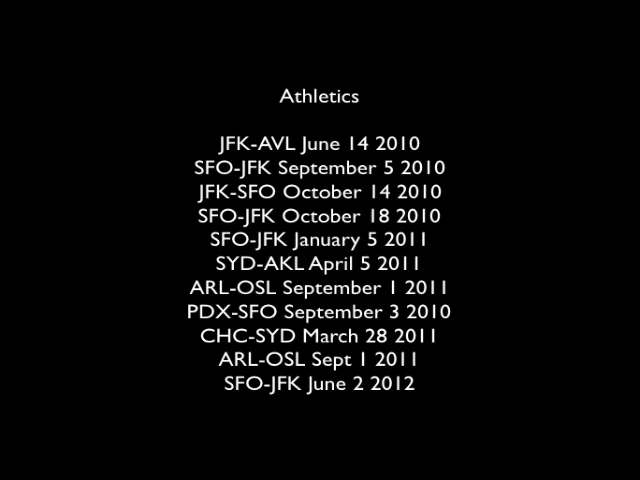 Athletics
JFK-AVL June 14 2010
SFO-JFK September 5 2010
JFK-SFO October 14 2010
SFO-JFK October 18 2010
SFO-JFK January 5 2011
SYD-AKL April 5 2011
ARL-OSL September 1 2011
PDX-SFO September 3 2010
CHC-SYD March 28 2011
ARL-OSL Sept 1 2011
SFO-JFK June 2 2012